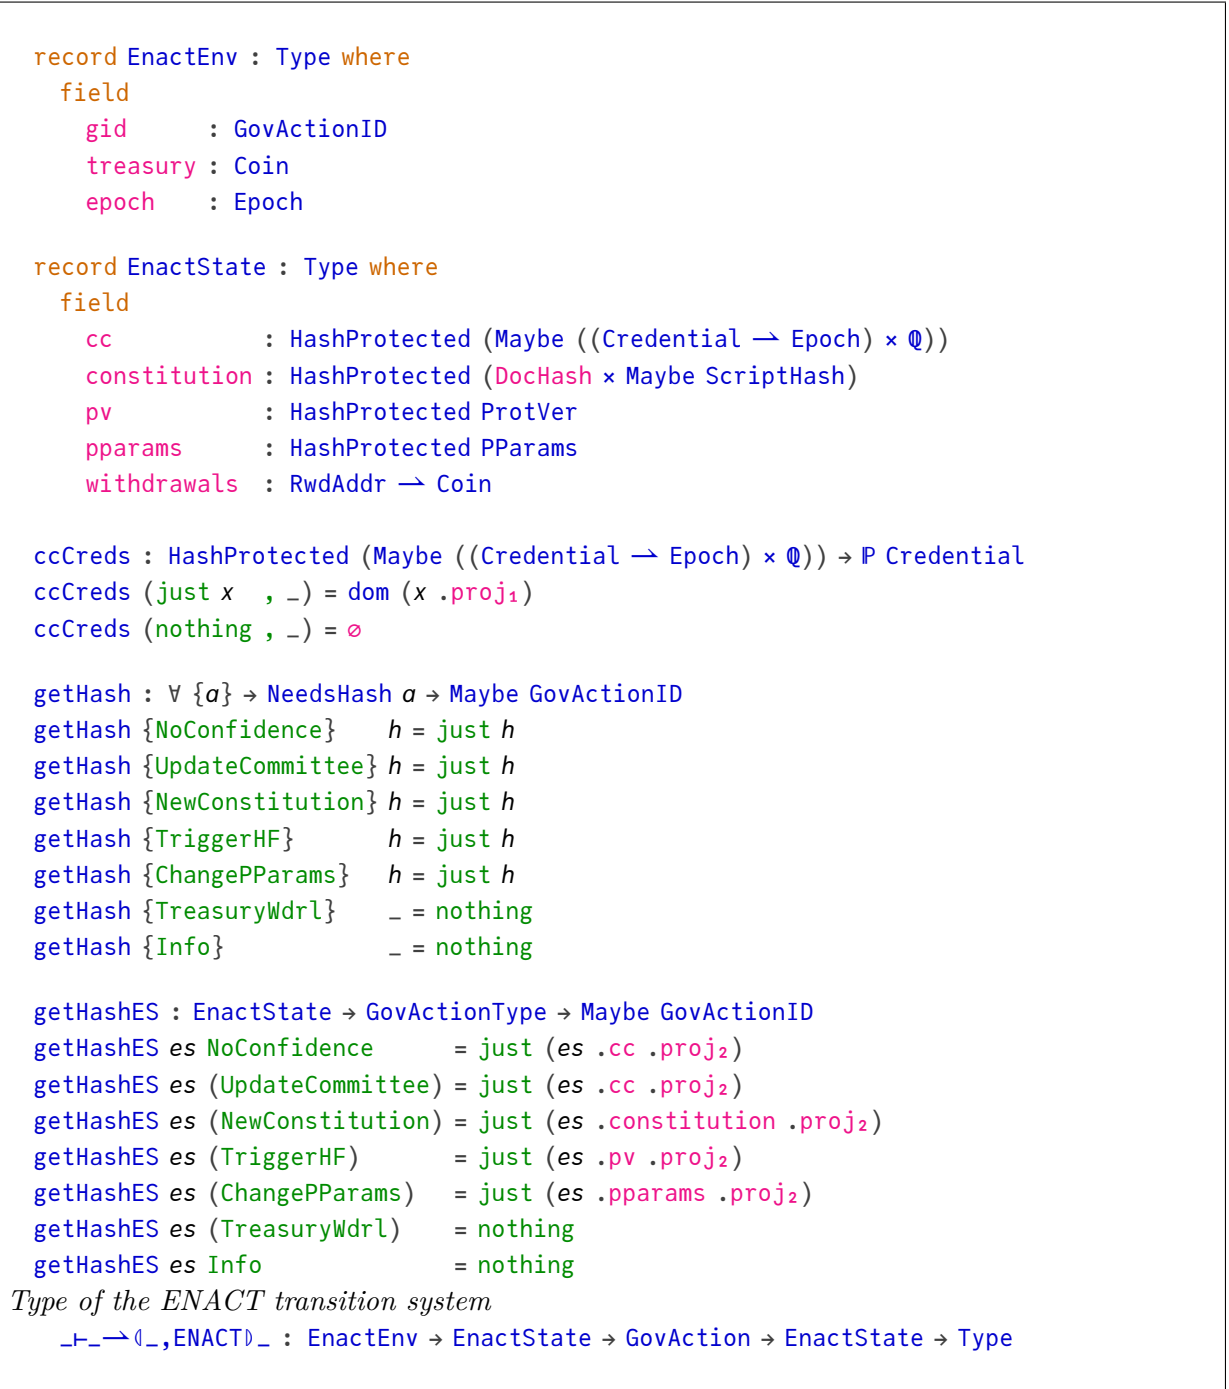 record EnactEnv : Type where
  field
    gid      : GovActionID
    treasury : Coin
    epoch    : Epoch
record EnactState : Type where
  field
    cc           : HashProtected (Maybe ((Credential ⇀ Epoch) × ℚ))
    constitution : HashProtected (DocHash × Maybe ScriptHash)
    pv           : HashProtected ProtVer
    pparams      : HashProtected PParams
    withdrawals  : RwdAddr ⇀ Coin
ccCreds : HashProtected (Maybe ((Credential ⇀ Epoch) × ℚ)) → ℙ Credential
ccCreds (just x   , _) = dom (x .proj₁)
ccCreds (nothing , _) = ∅
getHash : ∀ {a} → NeedsHash a → Maybe GovActionID
getHash {NoConfidence}    h = just h
getHash {UpdateCommittee} h = just h
getHash {NewConstitution} h = just h
getHash {TriggerHF}       h = just h
getHash {ChangePParams}   h = just h
getHash {TreasuryWdrl}    _ = nothing
getHash {Info}            _ = nothing
getHashES : EnactState → GovActionType → Maybe GovActionID
getHashES es NoConfidence      = just (es .cc .proj₂)
getHashES es (UpdateCommittee) = just (es .cc .proj₂)
getHashES es (NewConstitution) = just (es .constitution .proj₂)
getHashES es (TriggerHF)       = just (es .pv .proj₂)
getHashES es (ChangePParams)   = just (es .pparams .proj₂)
getHashES es (TreasuryWdrl)    = nothing
getHashES es Info              = nothing
Type of the ENACT transition system
_⊢_⇀⦇_,ENACT⦈_ : EnactEnv → EnactState → GovAction → EnactState → Type